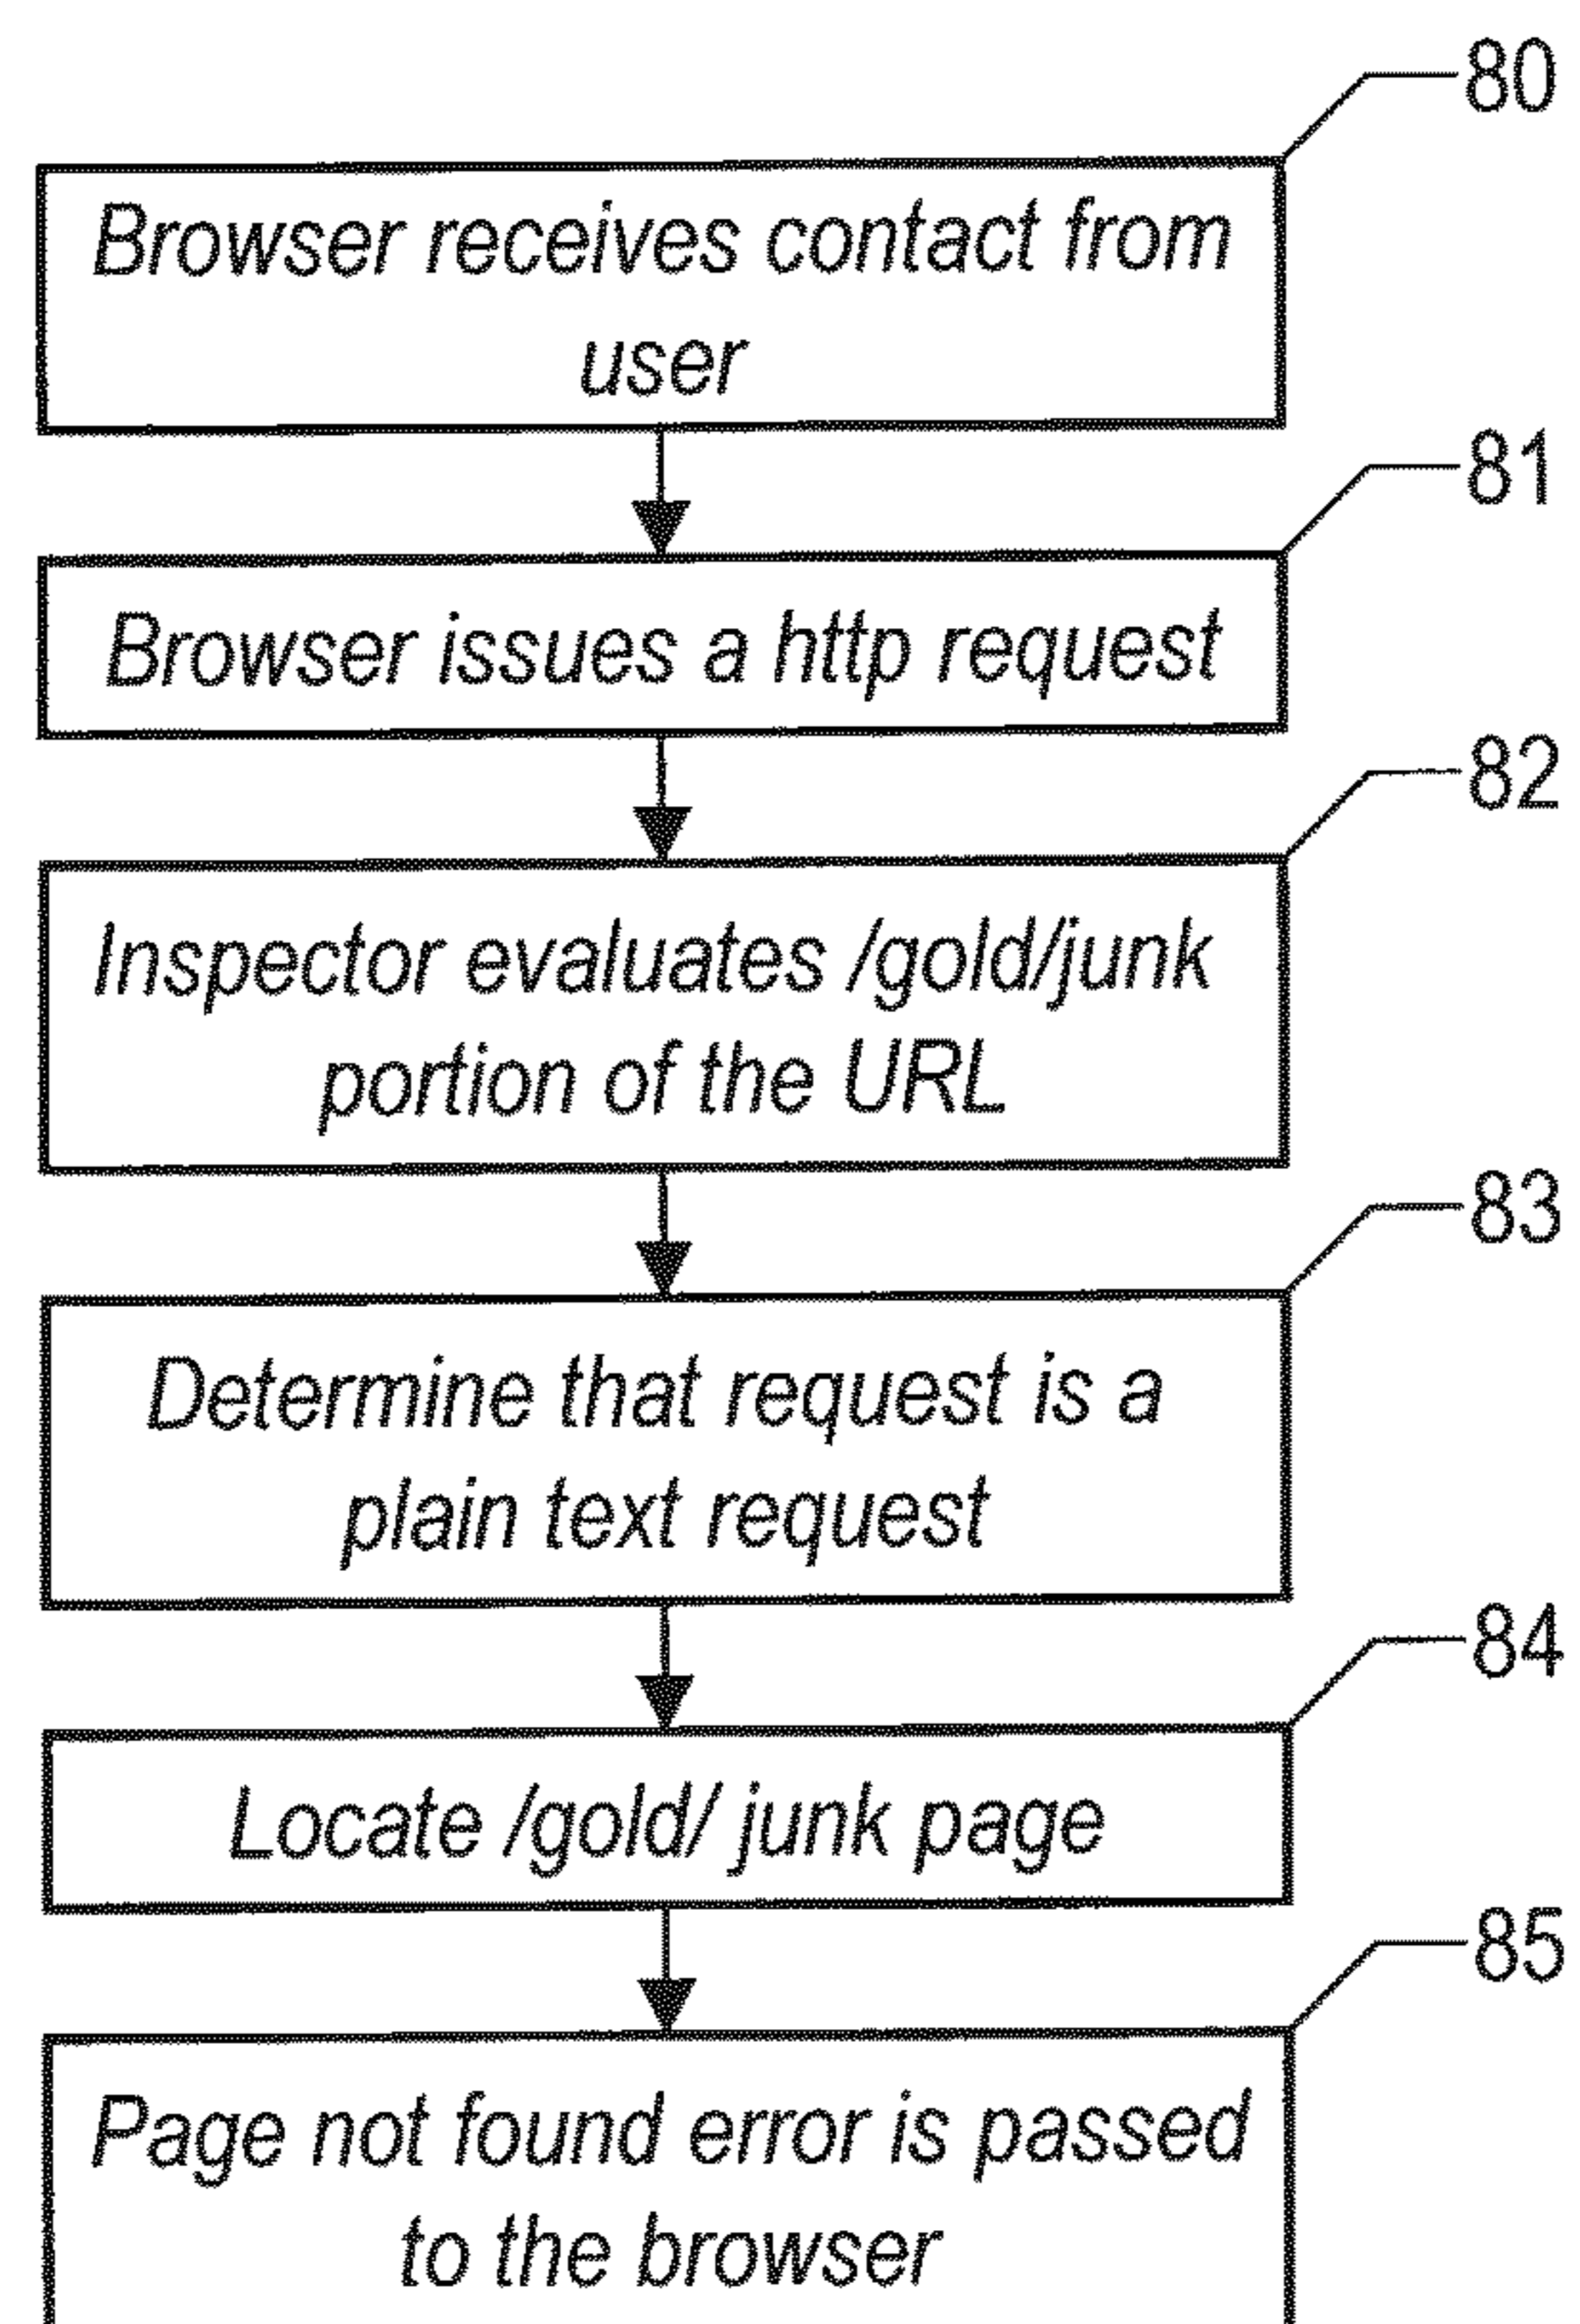 80
Browser receives contact from
user
81
Browser issues a http request
82
Inspector evaluates /gold/junk
portion of the URL
83
Determine that request is a
plain text request
84
Locate /gold/ junk page
85
Page not found error is passed
to the browser